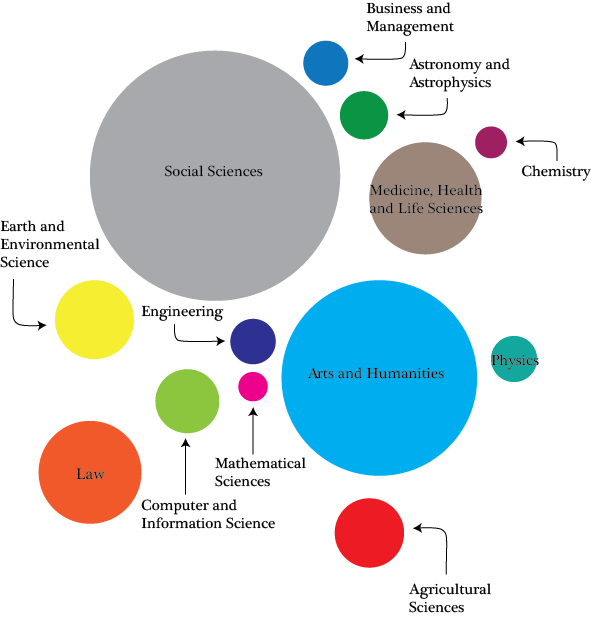 Business and
Management
Astronomy and
Astrophysics
Social Sciences
Chemistry
Medicine, Health
and Life Sciences
Earth and
Environmental
Science
Engineering
Physics
Arts and Humanities
Law
Mathematical
Sciences
Computer and
Information Science
Agricultural
Sciences